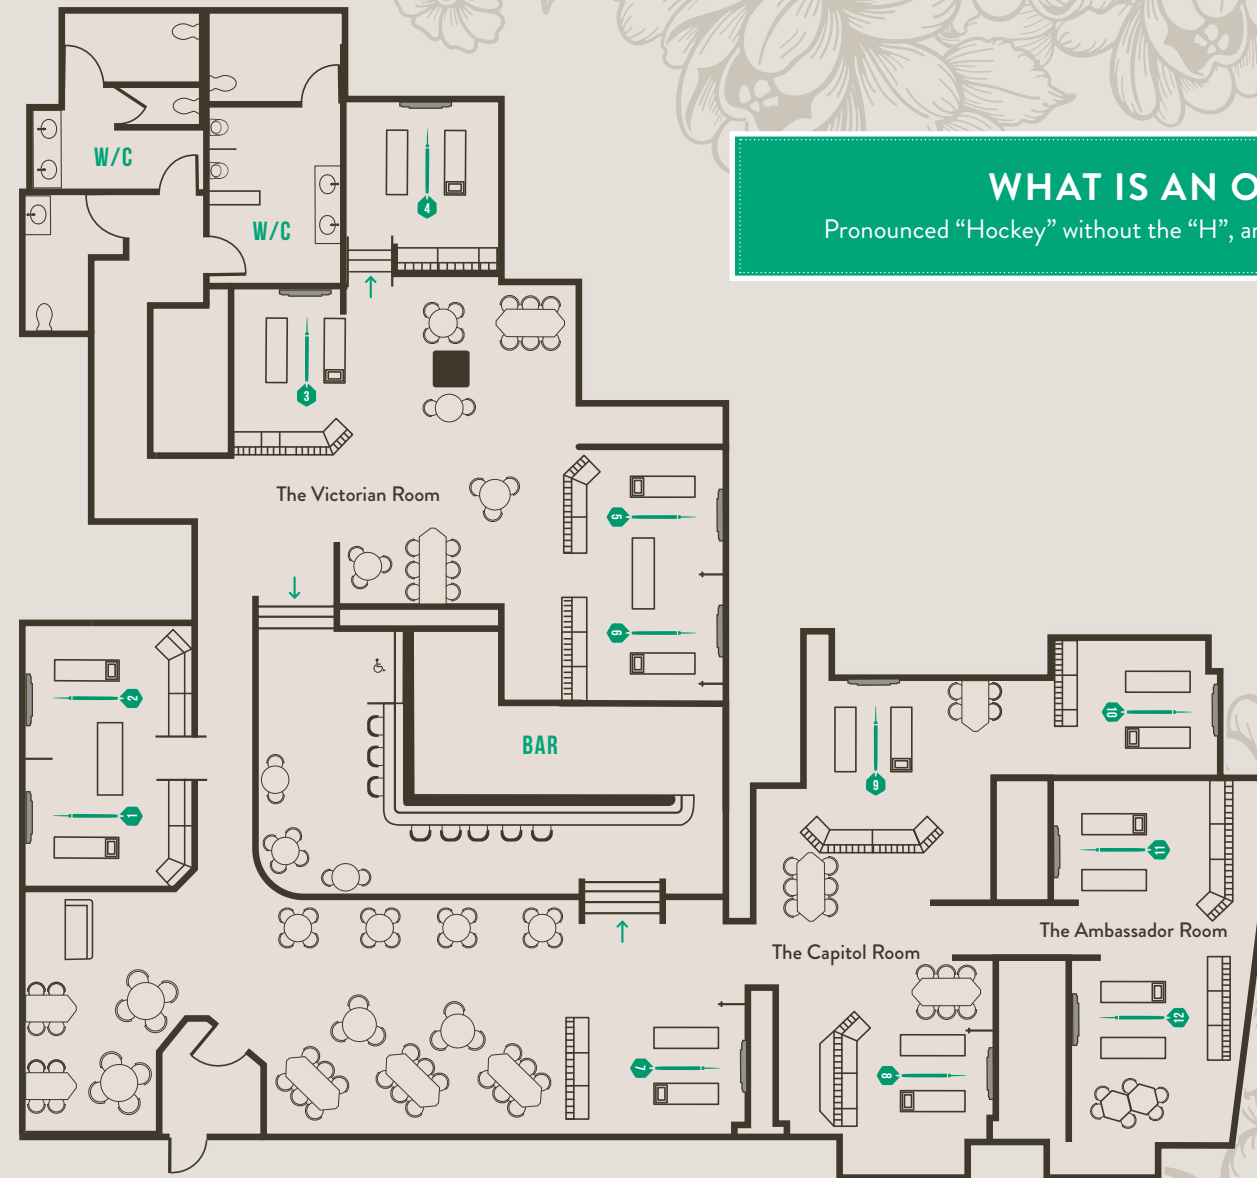 W/C
W/C
4
WHAT IS AN O
Pronounced “Hockey” without the “H”, ar
3
The Victorian Room
5
6
2
1
BAR
10
9
11
The Ambassador Room
The Capitol Room
12
7
8